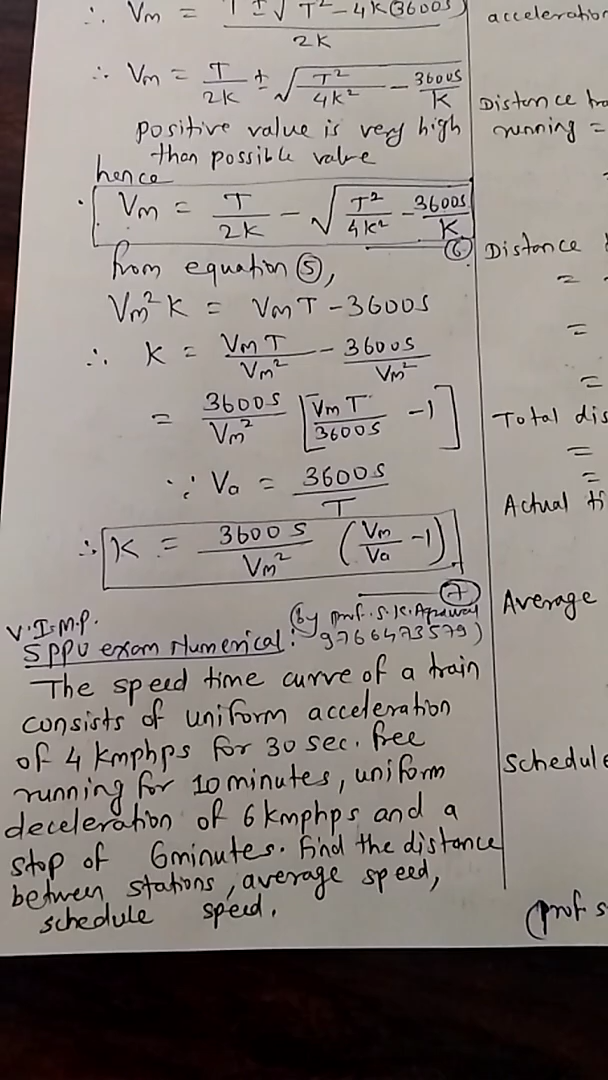 ∴ Vm = T ± √T² - 4K(3600S) / 2K
∴ Vm = T/2K ± √(T²/4K² - 3600S/K)
positive value is very high
than possible value
hence
Vm = T/2K - √(T²/4K² - 3600S/K)
⑥
from equation ⑤,
Vm²K = VmT - 3600S
∴ K = VmT/Vm² - 3600S/Vm²
= 3600S/Vm² [VmT/3600S - 1]
∵ Va = 3600S/T
∴ K = 3600S/Vm² (Vm/Va - 1)
⑦
V.I.M.P.
(by prof. S.K. Agrawal
SPPU exam Numerical: 9766473579)
The speed time curve of a train
consists of uniform acceleration
of 4 kmphps for 30 sec. free
running for 10 minutes, uniform
deceleration of 6 kmphps and a
stop of 6minutes. find the distance
between stations, average speed,
schedule speed.
Distance
running =
Distance
=
=
=
Total dis
=
=
Actual
Average
Schedule
(prof s